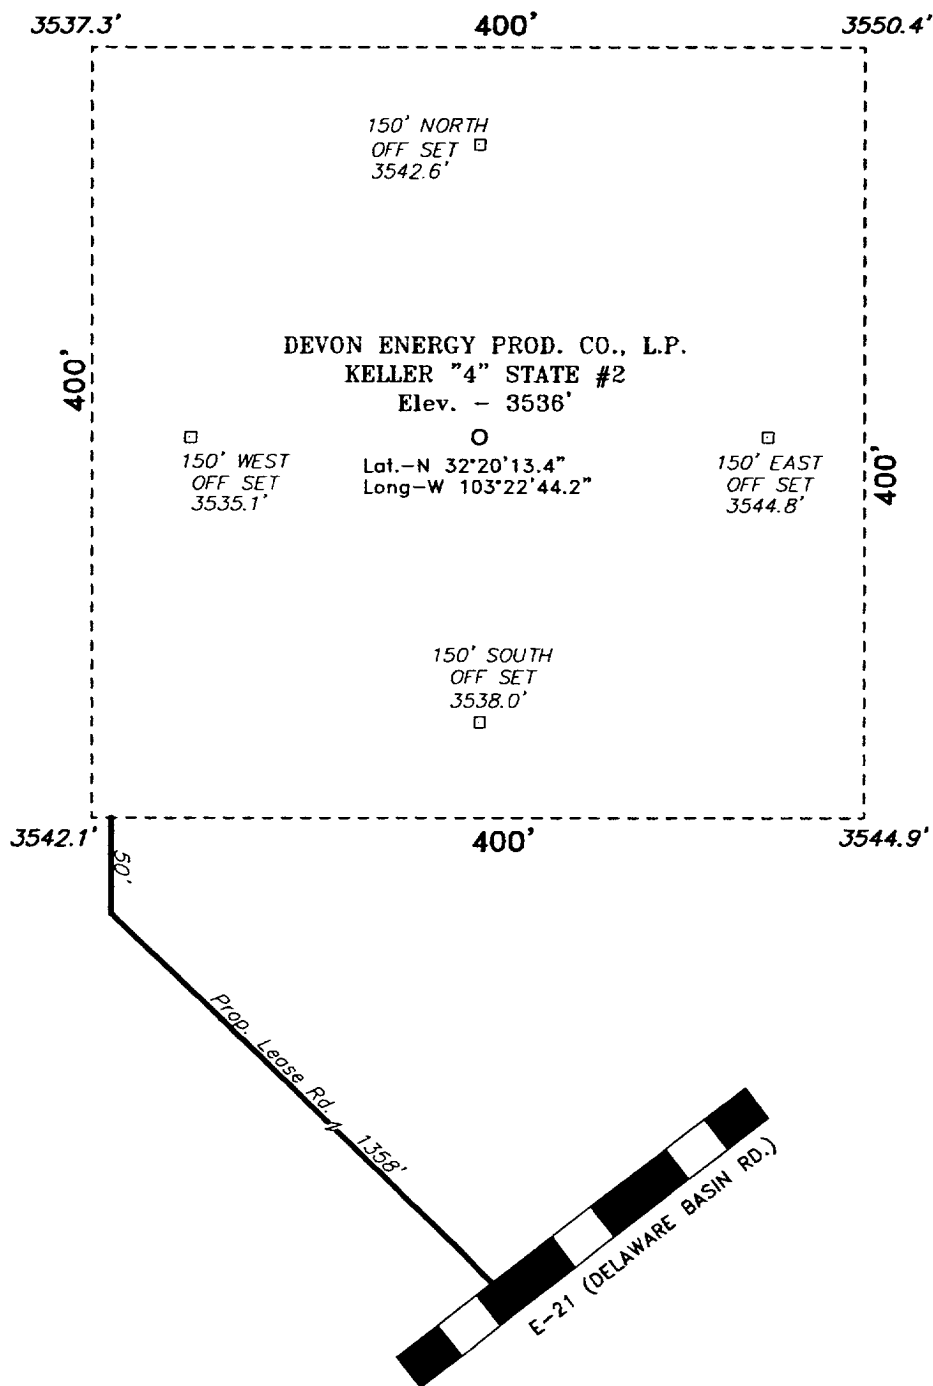 3537.3'
400'
3550.4'
150' NORTH
OFF SET
3542.6'
400'
DEVON ENERGY PROD. CO., L.P.
KELLER "4" STATE #2
Elev. - 3536'
150' WEST
OFF SET
3535.1'
Lat.-N 32°20'13.4"
Long-W 103°22'44.2"
150' EAST
OFF SET
3544.8'
400'
150' SOUTH
OFF SET
3538.0'
3542.1'
400'
3544.9'
50'
Prop. Lease Rd.
1358'
E-21 (DELAWARE BASIN RD.)